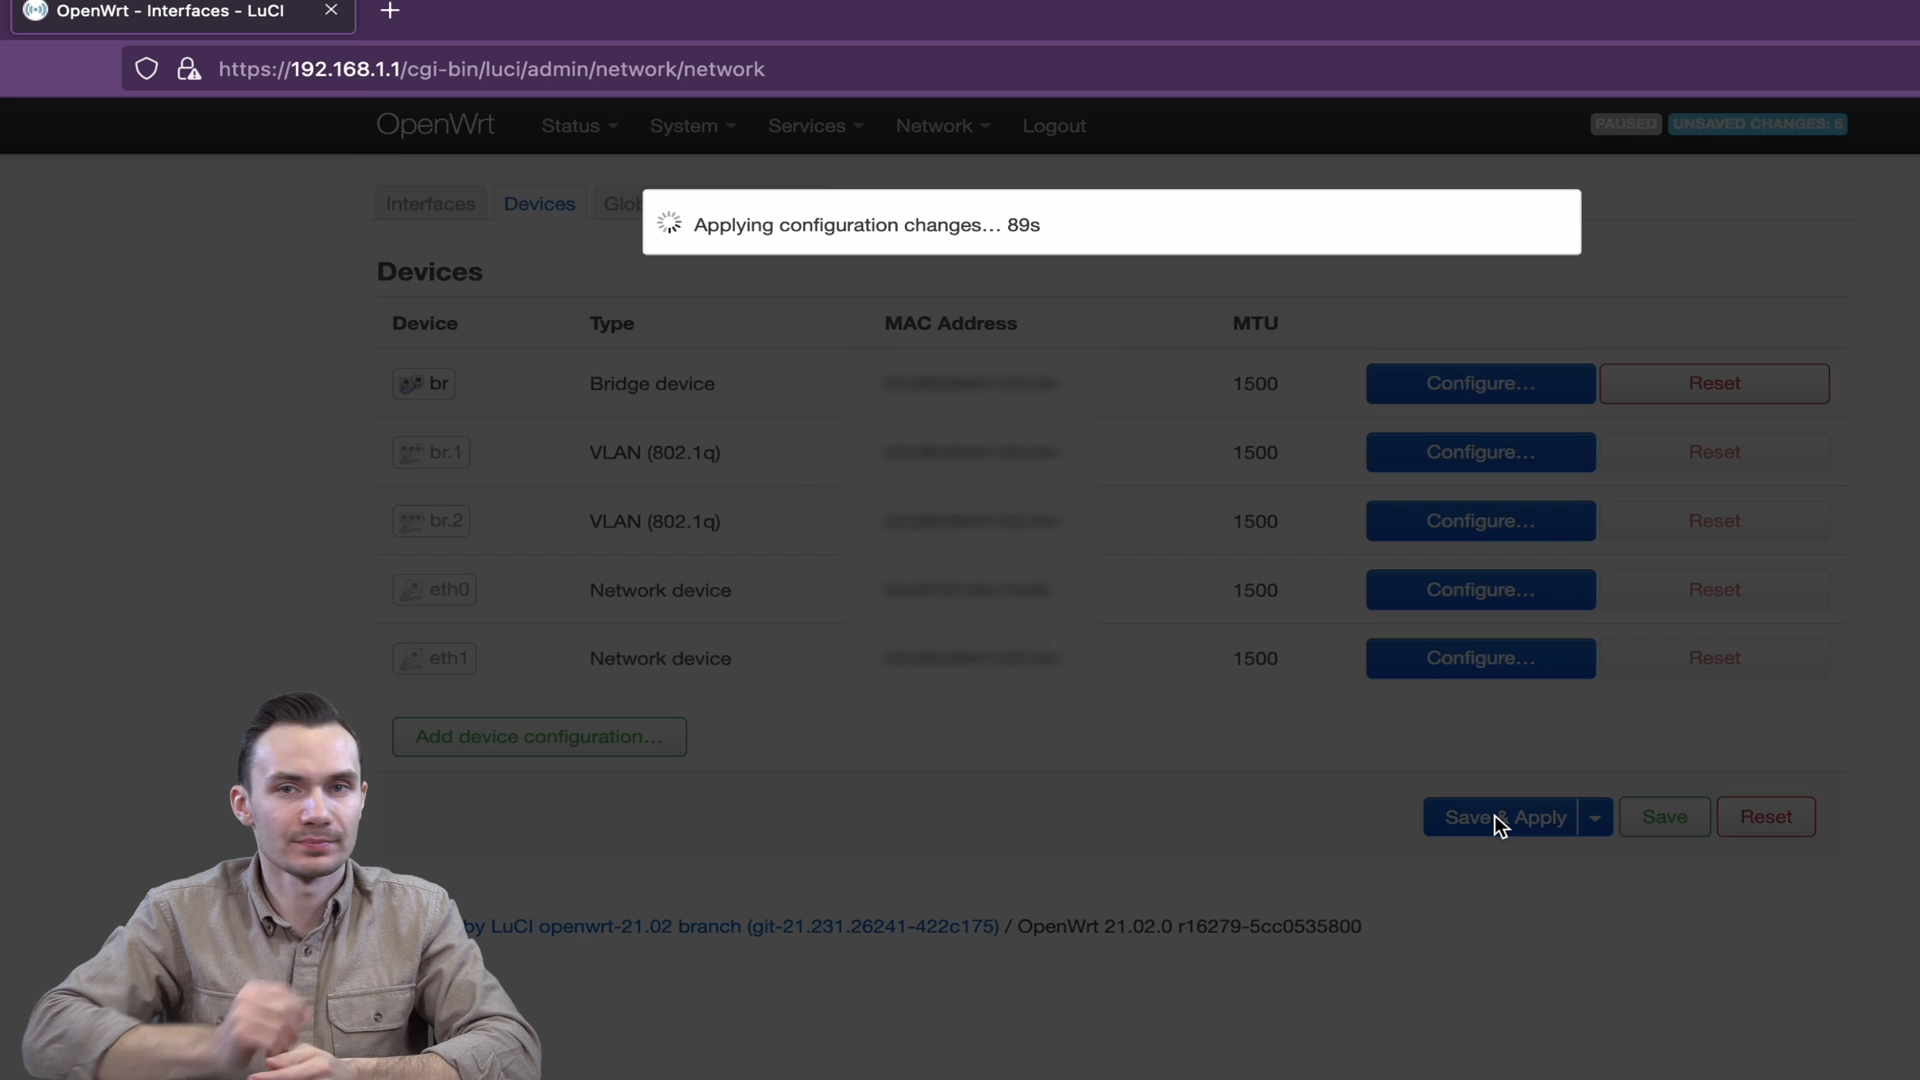 OpenWrt - Interfaces - LuCI
https://192.168.1.1/cgi-bin/luci/admin/network/network
OpenWrt Status System Services Network Logout PAUSED UNSAVED CHANGES: 5
Interfaces Devices Glob
Applying configuration changes… 89s
Devices
Device Type MAC Address MTU
br Bridge device 1500 Configure… Reset
br.1 VLAN (802.1q) 1500 Configure… Reset
br.2 VLAN (802.1q) 1500 Configure… Reset
eth0 Network device 1500 Configure… Reset
eth1 Network device 1500 Configure… Reset
Add device configuration…
Save & Apply Save Reset
by LuCI openwrt-21.02 branch (git-21.231.26241-422c175) / OpenWrt 21.02.0 r16279-5cc0535800